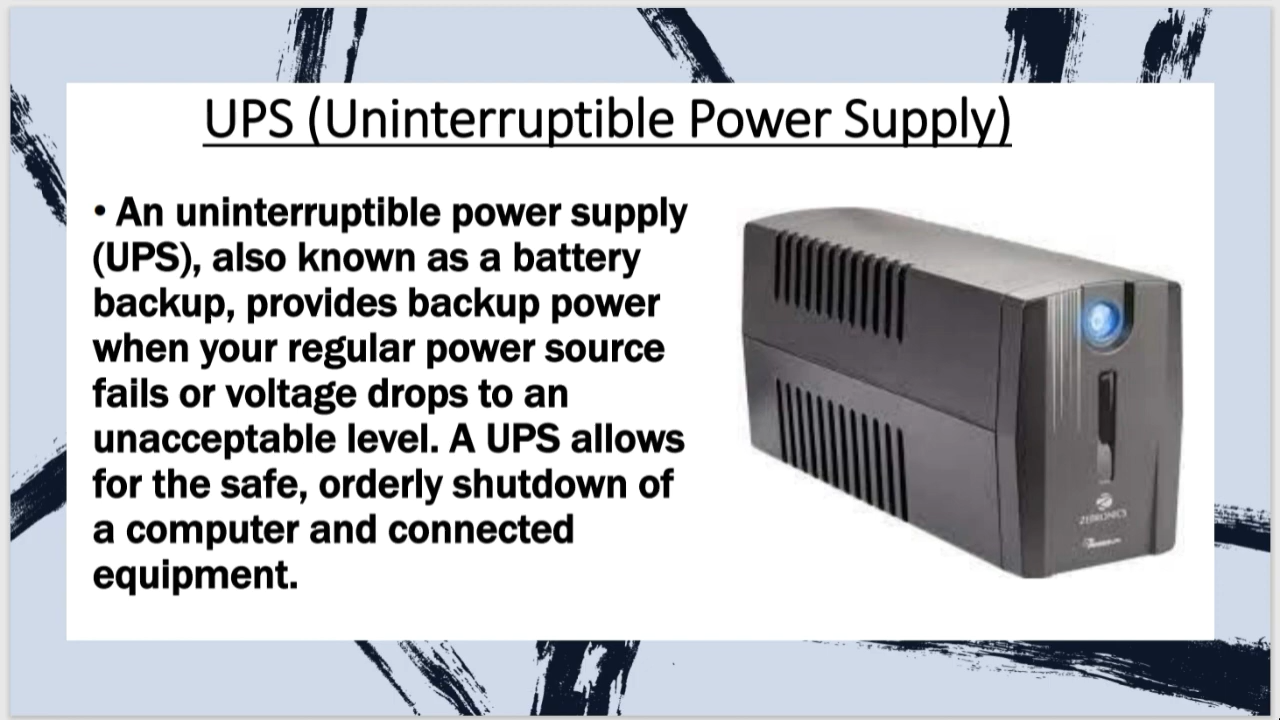 UPS (Uninterruptible Power Supply)
• An uninterruptible power supply
(UPS), also known as a battery
backup, provides backup power
when your regular power source
fails or voltage drops to an
unacceptable level. A UPS allows
for the safe, orderly shutdown of
a computer and connected
equipment.
ZEBRONICS